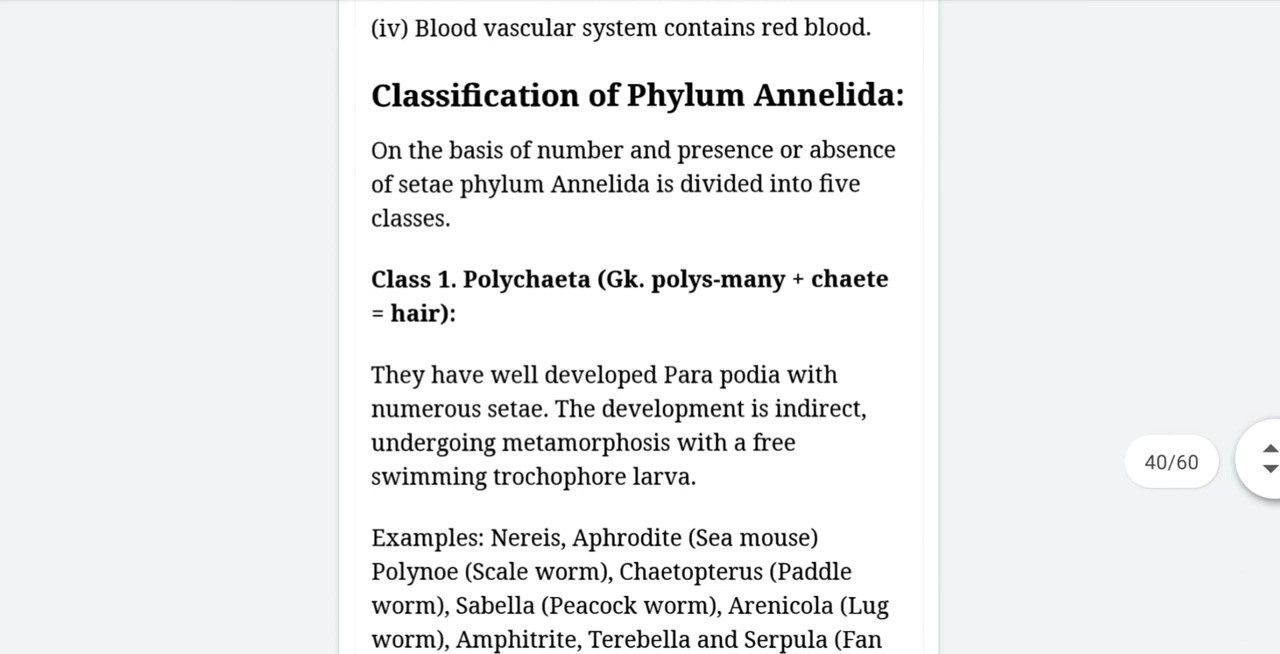 (iv) Blood vascular system contains red blood.
Classification of Phylum Annelida:
On the basis of number and presence or absence
of setae phylum Annelida is divided into five
classes.
Class 1. Polychaeta (Gk. polys-many + chaete
= hair):
They have well developed Para podia with
numerous setae. The development is indirect,
undergoing metamorphosis with a free
swimming trochophore larva.
Examples: Nereis, Aphrodite (Sea mouse)
Polynoe (Scale worm), Chaetopterus (Paddle
worm), Sabella (Peacock worm), Arenicola (Lug
worm), Amphitrite, Terebella and Serpula (Fan
40/60